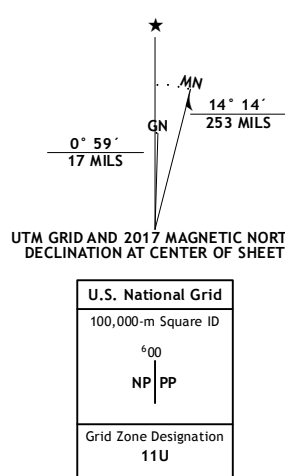 ★
MN
GN
14° 14´
253 MILS
0° 59´
17 MILS
UTM GRID AND 2017 MAGNETIC NORT
DECLINATION AT CENTER OF SHEET
U.S. National Grid
100,000-m Square ID
⁶00
NP PP
Grid Zone Designation
11U